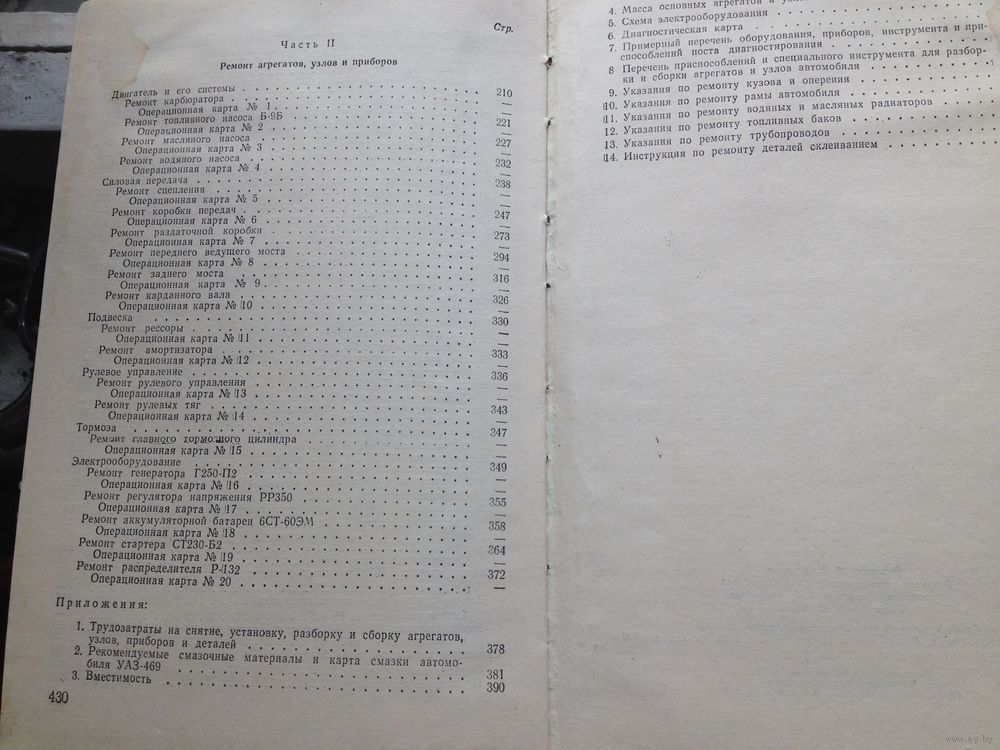 Стр.
Часть II
Ремонт агрегатов, узлов и приборов
Двигатель и его системы . . . 210
Ремонт карбюратора . . . —
Операционная карта № 1 . . .
Ремонт топливного насоса Б-9Б . . . 221
Операционная карта № 2 . . . —
Ремонт масляного насоса . . . 227
Операционная карта № 3 . . . —
Ремонт водяного насоса . . . 232
Операционная карта № 4 . . . —
Силовая передача . . . 238
Ремонт сцепления . . . —
Операционная карта № 5 . . .
Ремонт коробки передач . . . 247
Операционная карта № 6 . . . —
Ремонт раздаточной коробки . . . 273
Операционная карта № 7 . . . —
Ремонт переднего ведущего моста . . . 294
Операционная карта № 8 . . . —
Ремонт заднего моста . . . 316
Операционная карта № 9 . . . —
Ремонт карданного вала . . . 326
Операционная карта № 10 . . . —
Подвеска . . . 330
Ремонт рессоры . . . —
Операционная карта № 11 . . .
Ремонт амортизатора . . . 333
Операционная карта № 12 . . . —
Рулевое управление . . . 336
Ремонт рулевого управления . . . —
Операционная карта № 13 . . .
Ремонт рулевых тяг . . . 343
Операционная карта № 14 . . . —
Тормоза . . . 347
Ремонт главного тормозного цилиндра . . . —
Операционная карта № 15 . . .
Электрооборудование . . . 349
Ремонт генератора Г250-П2 . . . —
Операционная карта № 16 . . .
Ремонт регулятора напряжения РР350 . . . 355
Операционная карта № 17 . . . —
Ремонт аккумуляторной батареи 6СТ-60ЭМ . . . 358
Операционная карта № 18 . . . —
Ремонт стартера СТ230-Б2 . . . 364
Операционная карта № 19 . . . —
Ремонт распределителя Р-132 . . . 372
Операционная карта № 20 . . . —
Приложения:
1. Трудозатраты на снятие, установку, разборку и сборку агрегатов,
узлов, приборов и деталей . . . 378
2. Рекомендуемые смазочные материалы и карта смазки автомо-
биля УАЗ-469 . . . 381
3. Вместимость . . . 390
430
4. Масса основных агрегатов и
5. Схема электрооборудования . . .
6. Диагностическая карта . . .
7. Примерный перечень оборудования, приборов, инструмента и при-
способлений поста диагностирования . . .
8 Перечень приспособлений и специального инструмента для разбор-
ки и сборки агрегатов и узлов автомобиля . . .
9. Указания по ремонту кузова и оперения . . .
10. Указания по ремонту рамы автомобиля . . .
11. Указания по ремонту водяных и масляных радиаторов . . .
12. Указания по ремонту топливных баков . . .
13. Указания по ремонту трубопроводов . . .
14. Инструкция по ремонту деталей склеиванием . . .
www.ay.by